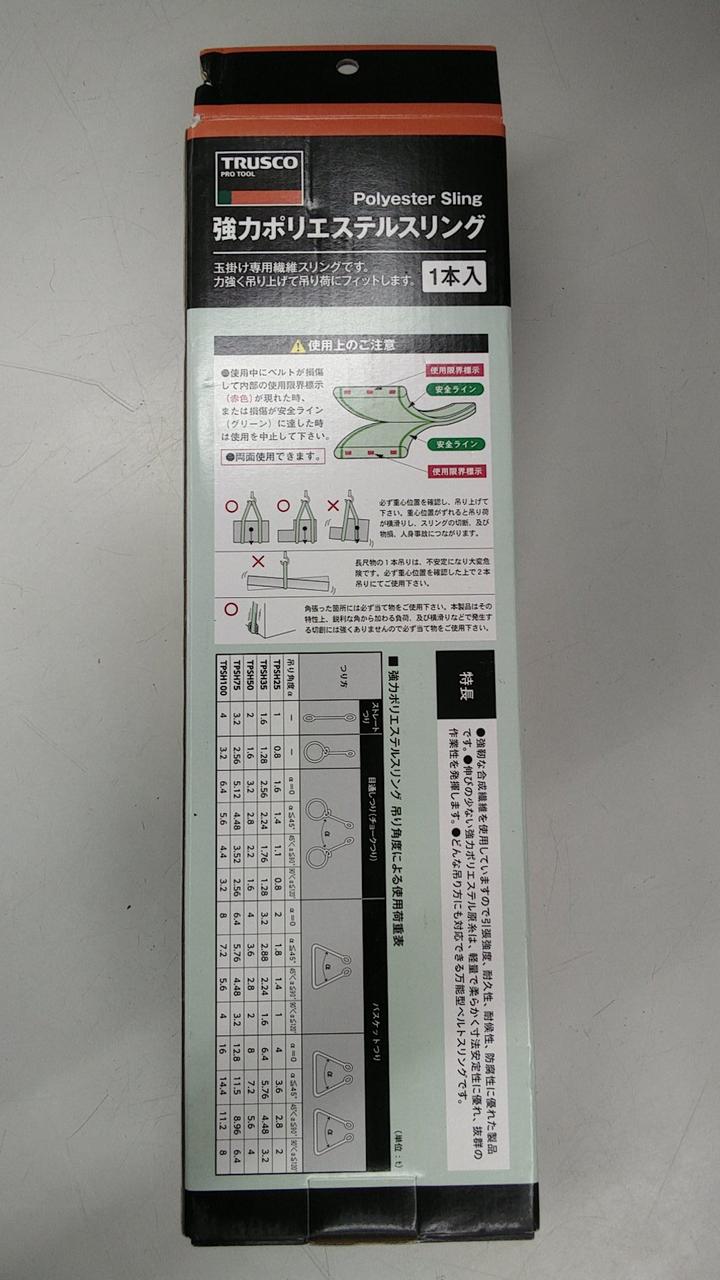 TRUSCO
PRO TOOL
Polyester Sling
強力ポリエステルスリング
玉掛け専用繊維スリングです。
力強く吊り上げて吊り荷にフィットします。
1本入
使用上のご注意
●使用中にベルトが損傷
して内部の使用限界標示
(赤色)が現れた時、
または損傷が安全ライン
(グリーン)に達した時
は使用を中止して下さい。
●両面使用できます。
使用限界標示
安全ライン
安全ライン
使用限界標示
必ず重心位置を確認し、吊り上げて
下さい。重心位置がずれると吊り荷
が横滑りし、スリングの切断、及び
物損、人身事故につながります。
長尺物の1本吊りは、不安定になり大変危
険です。必ず重心位置を確認した上で2本
吊りにてご使用下さい。
角張った箇所には必ず当て物をご使用下さい。本製品はその
特性上、鋭利な角から加わる負荷、及び横滑りなどで発生す
る切創には強くありませんので必ず当て物をご使用下さい。
特長
●強靭な合成繊維を使用していますので引張強度、耐久性、耐候性、防腐性に優れた製品
です。●伸びの少ない強力ポリエステル原糸は、軽量で柔らかく寸法安定性に優れ、抜群の
作業性を発揮します。●どんな吊り方にも対応できる万能型ベルトスリングです。
■強力ポリエステルスリング 吊り角度による使用荷重表
(単位:t)
つり方 ストレートつり 目通しつり(チョークつり) バスケットつり
吊り角度α − − α=0 α≦45° 45°<α≦90° 90°<α≦120° α=0 α≦45° 45°<α≦90° 90°<α≦120° α=0 α≦45° 45°<α≦90° 90°<α≦120°
TPSH25 1 0.8 1.6 1.4 1.1 0.8 2 1.8 1.4 1 4 3.6 2.8 2
TPSH35 1.6 1.28 2.56 2.24 1.76 1.28 3.2 2.88 2.24 1.6 6.4 5.76 4.48 3.2
TPSH50 2 1.6 3.2 2.8 2.2 1.6 4 3.6 2.8 2 8 7.2 5.6 4
TPSH75 3.2 2.56 5.12 4.48 3.52 2.56 6.4 5.76 4.48 3.2 12.8 11.5 8.96 6.4
TPSH100 4 3.2 6.4 5.6 4.4 3.2 8 7.2 5.6 4 16 14.4 11.2 8